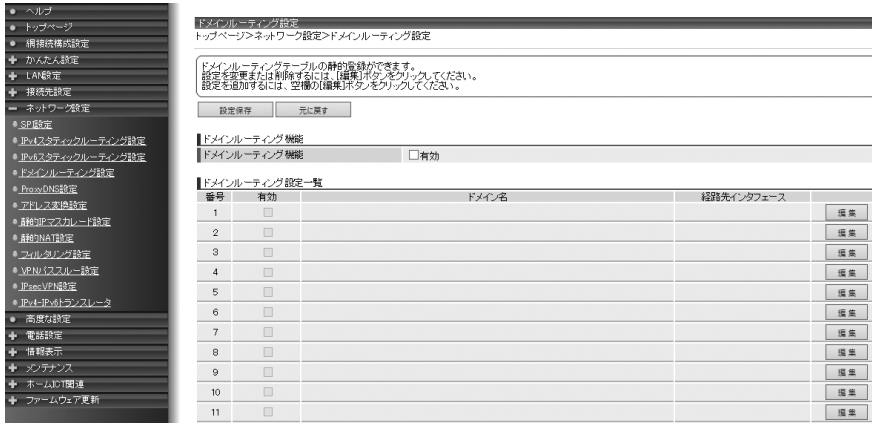 ヘルプ
トップページ
網接続構成設定
かんたん設定
LAN設定
接続先設定
ネットワーク設定
SPI設定
IPv4スタティックルーティング設定
IPv6スタティックルーティング設定
ドメインルーティング設定
ProxyDNS設定
アドレス変換設定
静的IPマスカレード設定
静的NAT設定
フィルタリング設定
VPNパススルー設定
IPsecVPN設定
IPv4-IPv6トランスレータ
高度な設定
電話設定
情報表示
メンテナンス
ホームICT関連
ファームウェア更新
ドメインルーティング設定
トップページ>ネットワーク設定>ドメインルーティング設定
ドメインルーティングテーブルの静的登録ができます。
設定を変更または削除するには、[編集]ボタンをクリックしてください。
設定を追加するには、空欄の[編集]ボタンをクリックしてください。
設定保存 元に戻す
ドメインルーティング機能
ドメインルーティング機能 有効
ドメインルーティング設定一覧
番号 有効 ドメイン名 経路先インタフェース
1 編集
2 編集
3 編集
4 編集
5 編集
6 編集
7 編集
8 編集
9 編集
10 編集
11 編集